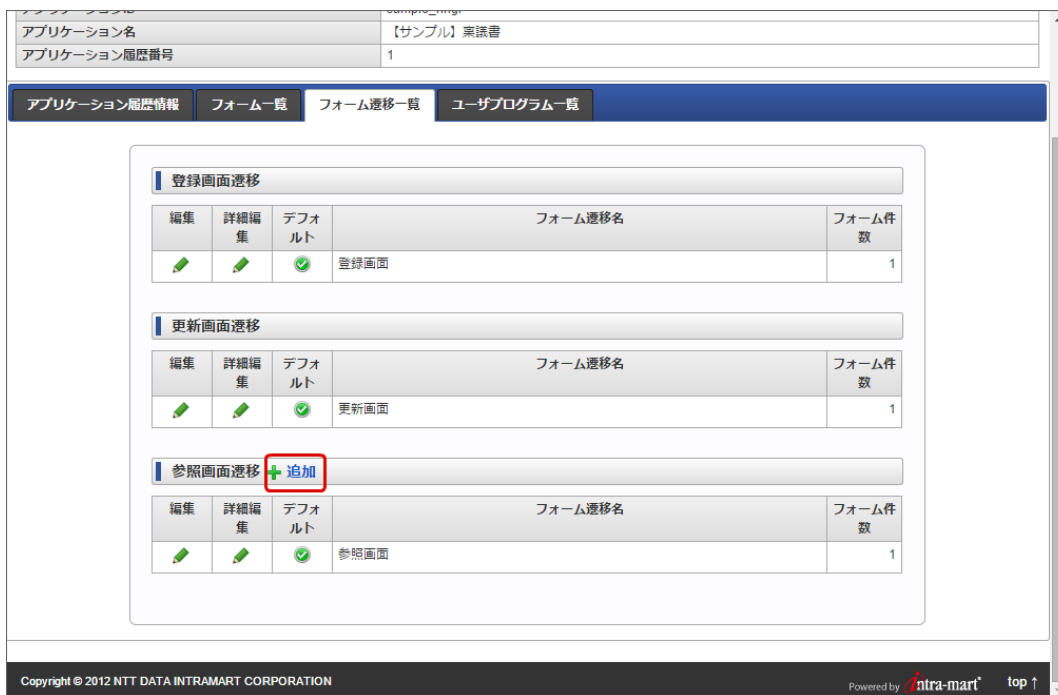 アプリケーション名 【サンプル】稟議書
アプリケーション履歴番号 1
アプリケーション履歴情報 フォーム一覧 フォーム遷移一覧 ユーザプログラム一覧
登録画面遷移
編集 詳細編集 デフォルト フォーム遷移名 フォーム件数
登録画面 1
更新画面遷移
編集 詳細編集 デフォルト フォーム遷移名 フォーム件数
更新画面 1
参照画面遷移 追加
編集 詳細編集 デフォルト フォーム遷移名 フォーム件数
参照画面 1
Copyright © 2012 NTT DATA INTRAMART CORPORATION Powered by intra-mart top ↑